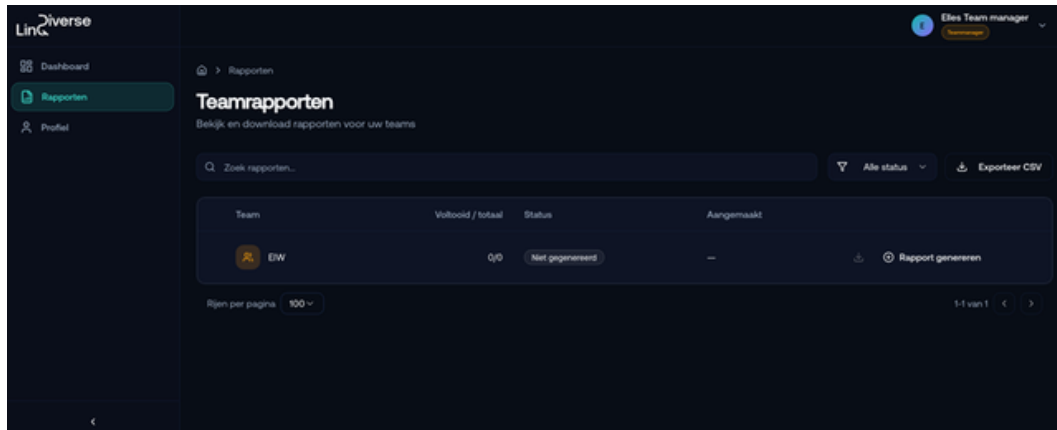 LinQDiverse
Elles Team manager
Teammanager
Dashboard
Rapporten
Profiel
Rapporten
Teamrapporten
Bekijk en download rapporten voor uw teams
Zoek rapporten...
Alle status
Exporteer CSV
Team Voltooid / totaal Status Aangemaakt
EIW 0/0 Niet gegenereerd — Rapport genereren
Rijen per pagina 100
1-1 van 1